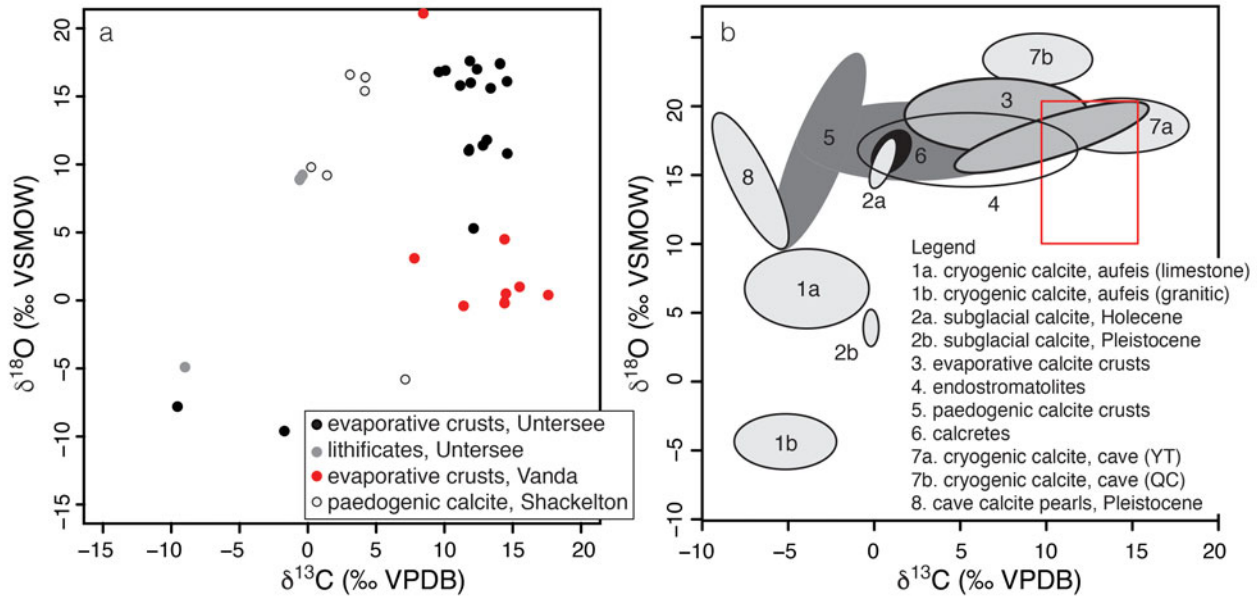 a
δ18O (‰ VSMOW)
20
15
10
5
0
−5
−10
−15
evaporative crusts, Untersee
lithificates, Untersee
evaporative crusts, Vanda
paedogenic calcite, Shackelton
−15 −10 −5 0 5 10 15 20
δ13C (‰ VPDB)
b
δ18O (‰ VSMOW)
20
15
10
5
0
−5
−10
7b
3
7a
5
6
8
2a
4
1a
2b
1b
Legend
1a. cryogenic calcite, aufeis (limestone)
1b. cryogenic calcite, aufeis (granitic)
2a. subglacial calcite, Holecene
2b. subglacial calcite, Pleistocene
3. evaporative calcite crusts
4. endostromatolites
5. paedogenic calcite crusts
6. calcretes
7a. cryogenic calcite, cave (YT)
7b. cryogenic calcite, cave (QC)
8. cave calcite pearls, Pleistocene
−10 −5 0 5 10 15 20
δ13C (‰ VPDB)